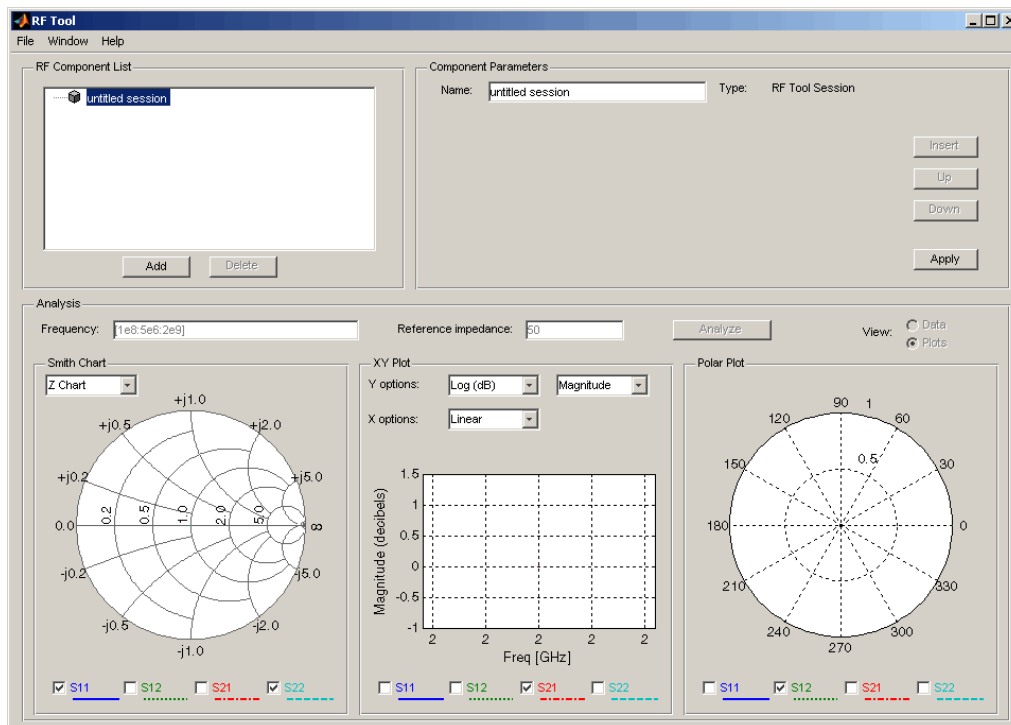 RF Tool
File Window Help
RF Component List
untitled session
Add Delete
Component Parameters
Name: untitled session Type: RF Tool Session
Insert
Up
Down
Apply
Analysis
Frequency: [1e8:5e6:2e9] Reference impedance: 50 Analyze View: Data
Plots
Smith Chart
Z Chart
+j1.0
+j0.5 +j2.0
+j0.2 +j5.0
0.0 0.2 0.5 1.0 2.0 5.0 ∞
-j0.2 -j5.0
-j0.5 -j2.0
-j1.0
S11 S12 S21 S22
XY Plot
Y options: Log (dB) Magnitude
X options: Linear
Magnitude (decibels)
1.5
1
0.5
0
-0.5
-1
2 2 2 2 2
Freq [GHz]
S11 S12 S21 S22
Polar Plot
90 1
120 60
0.5
150 30
180 0
210 330
240 300
270
S11 S12 S21 S22